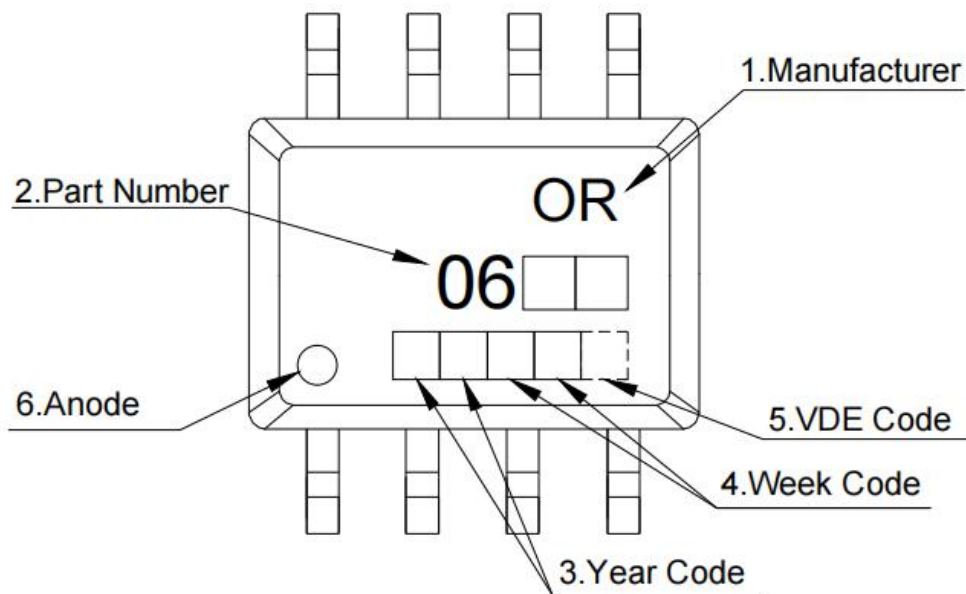 1.Manufacturer
2.Part Number
OR
06
6.Anode
5.VDE Code
4.Week Code
3.Year Code